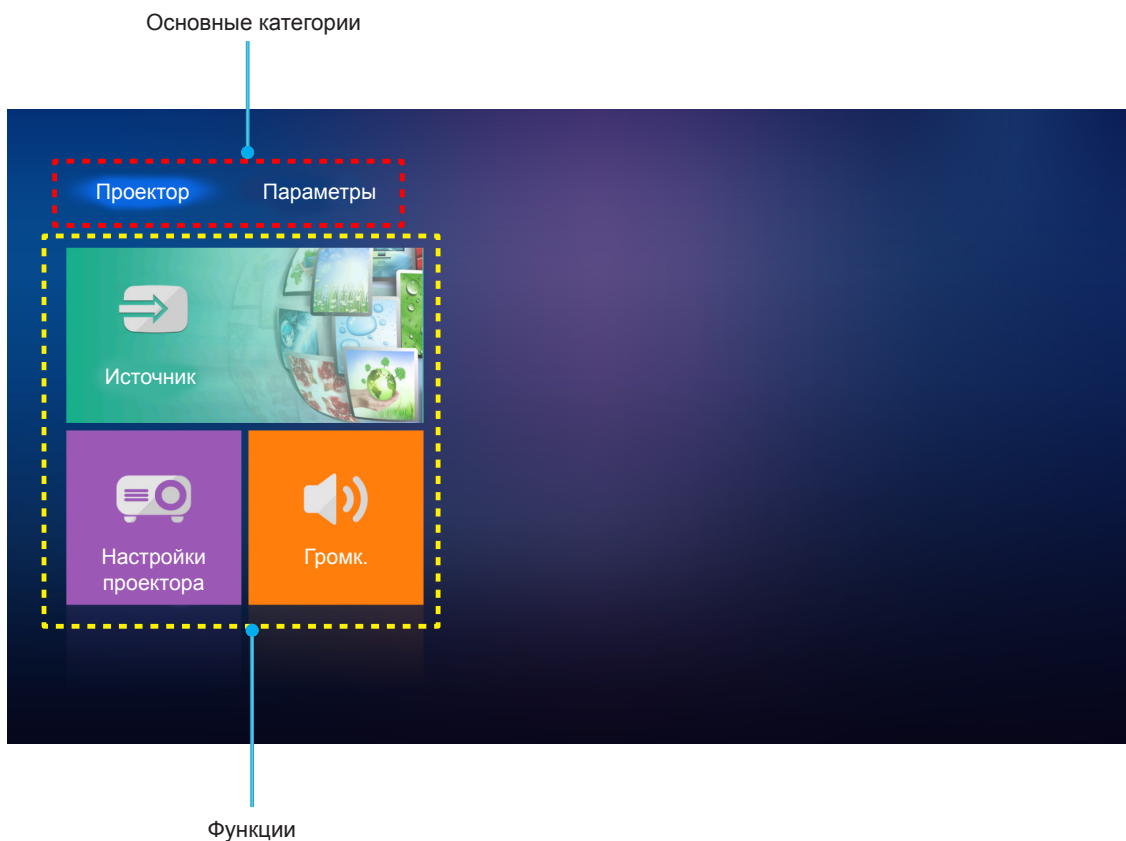 Основные категории
Проектор
Параметры
Источник
Настройки
проектора
Громк.
Функции